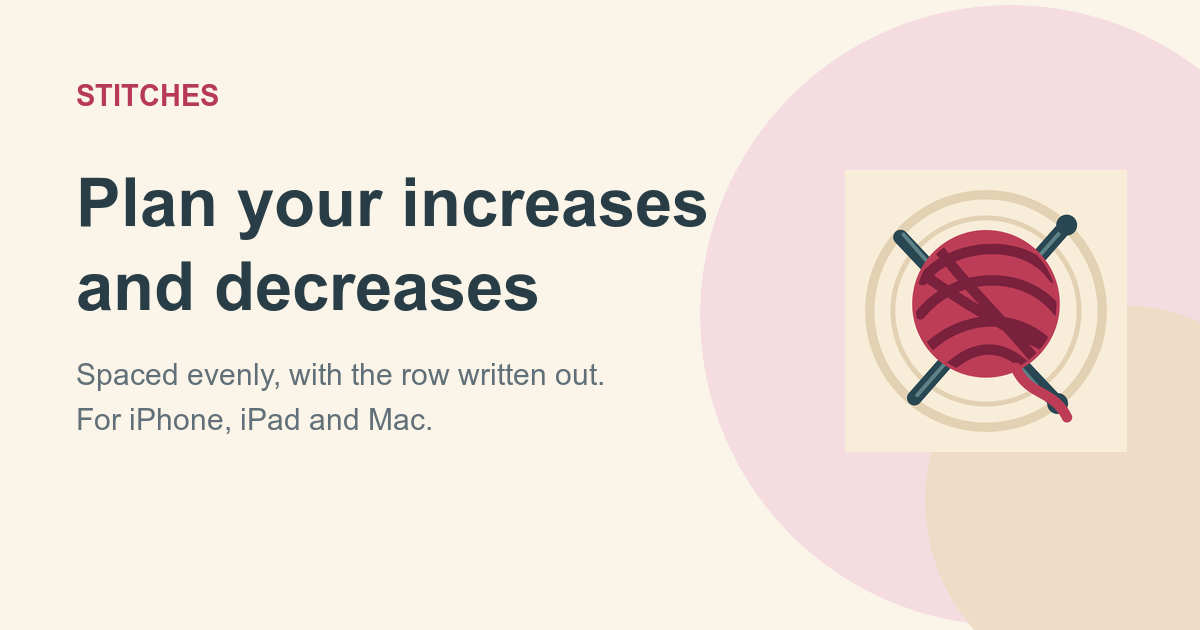 STITCHES
Plan your increases
and decreases
Spaced evenly, with the row written out.
For iPhone, iPad and Mac.